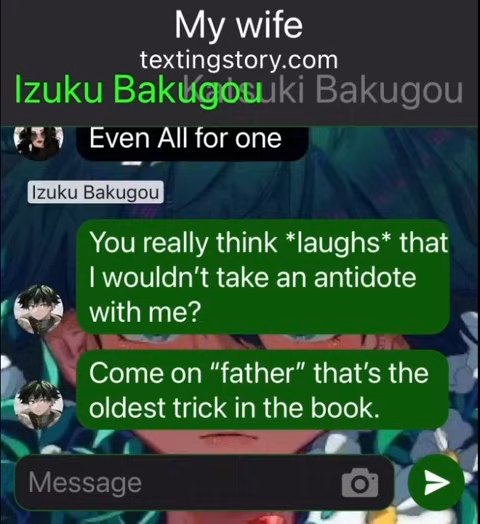 My wife
textingstory.com
Izuku Bakugou Katsuki Bakugou
Even All for one
Izuku Bakugou
You really think *laughs* that
I wouldn't take an antidote
with me?
Come on “father” that's the
oldest trick in the book.
Message